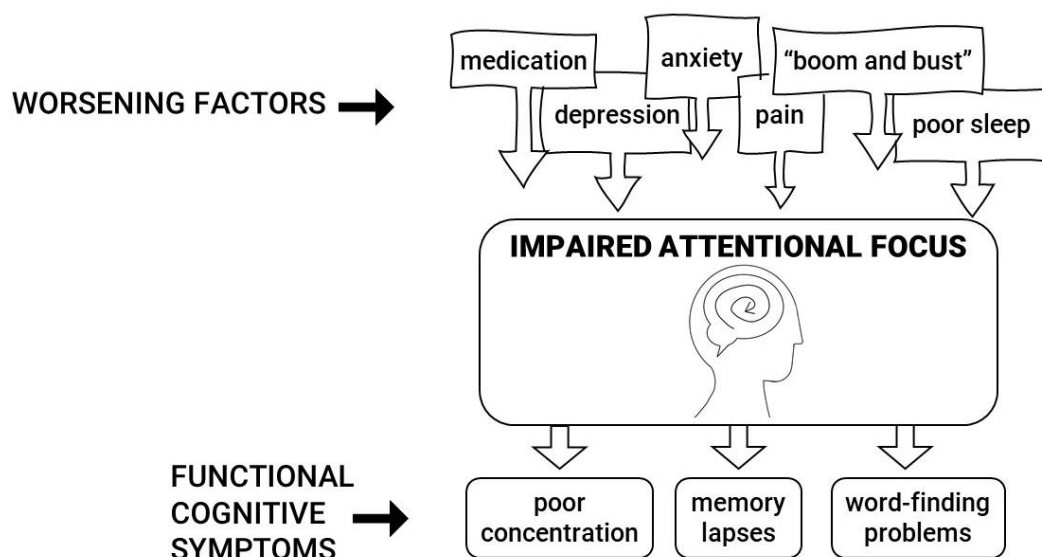 WORSENING FACTORS
medication
anxiety
“boom and bust”
depression
pain
poor sleep
IMPAIRED ATTENTIONAL FOCUS
FUNCTIONAL
COGNITIVE
SYMPTOMS
poor
concentration
memory
lapses
word-finding
problems